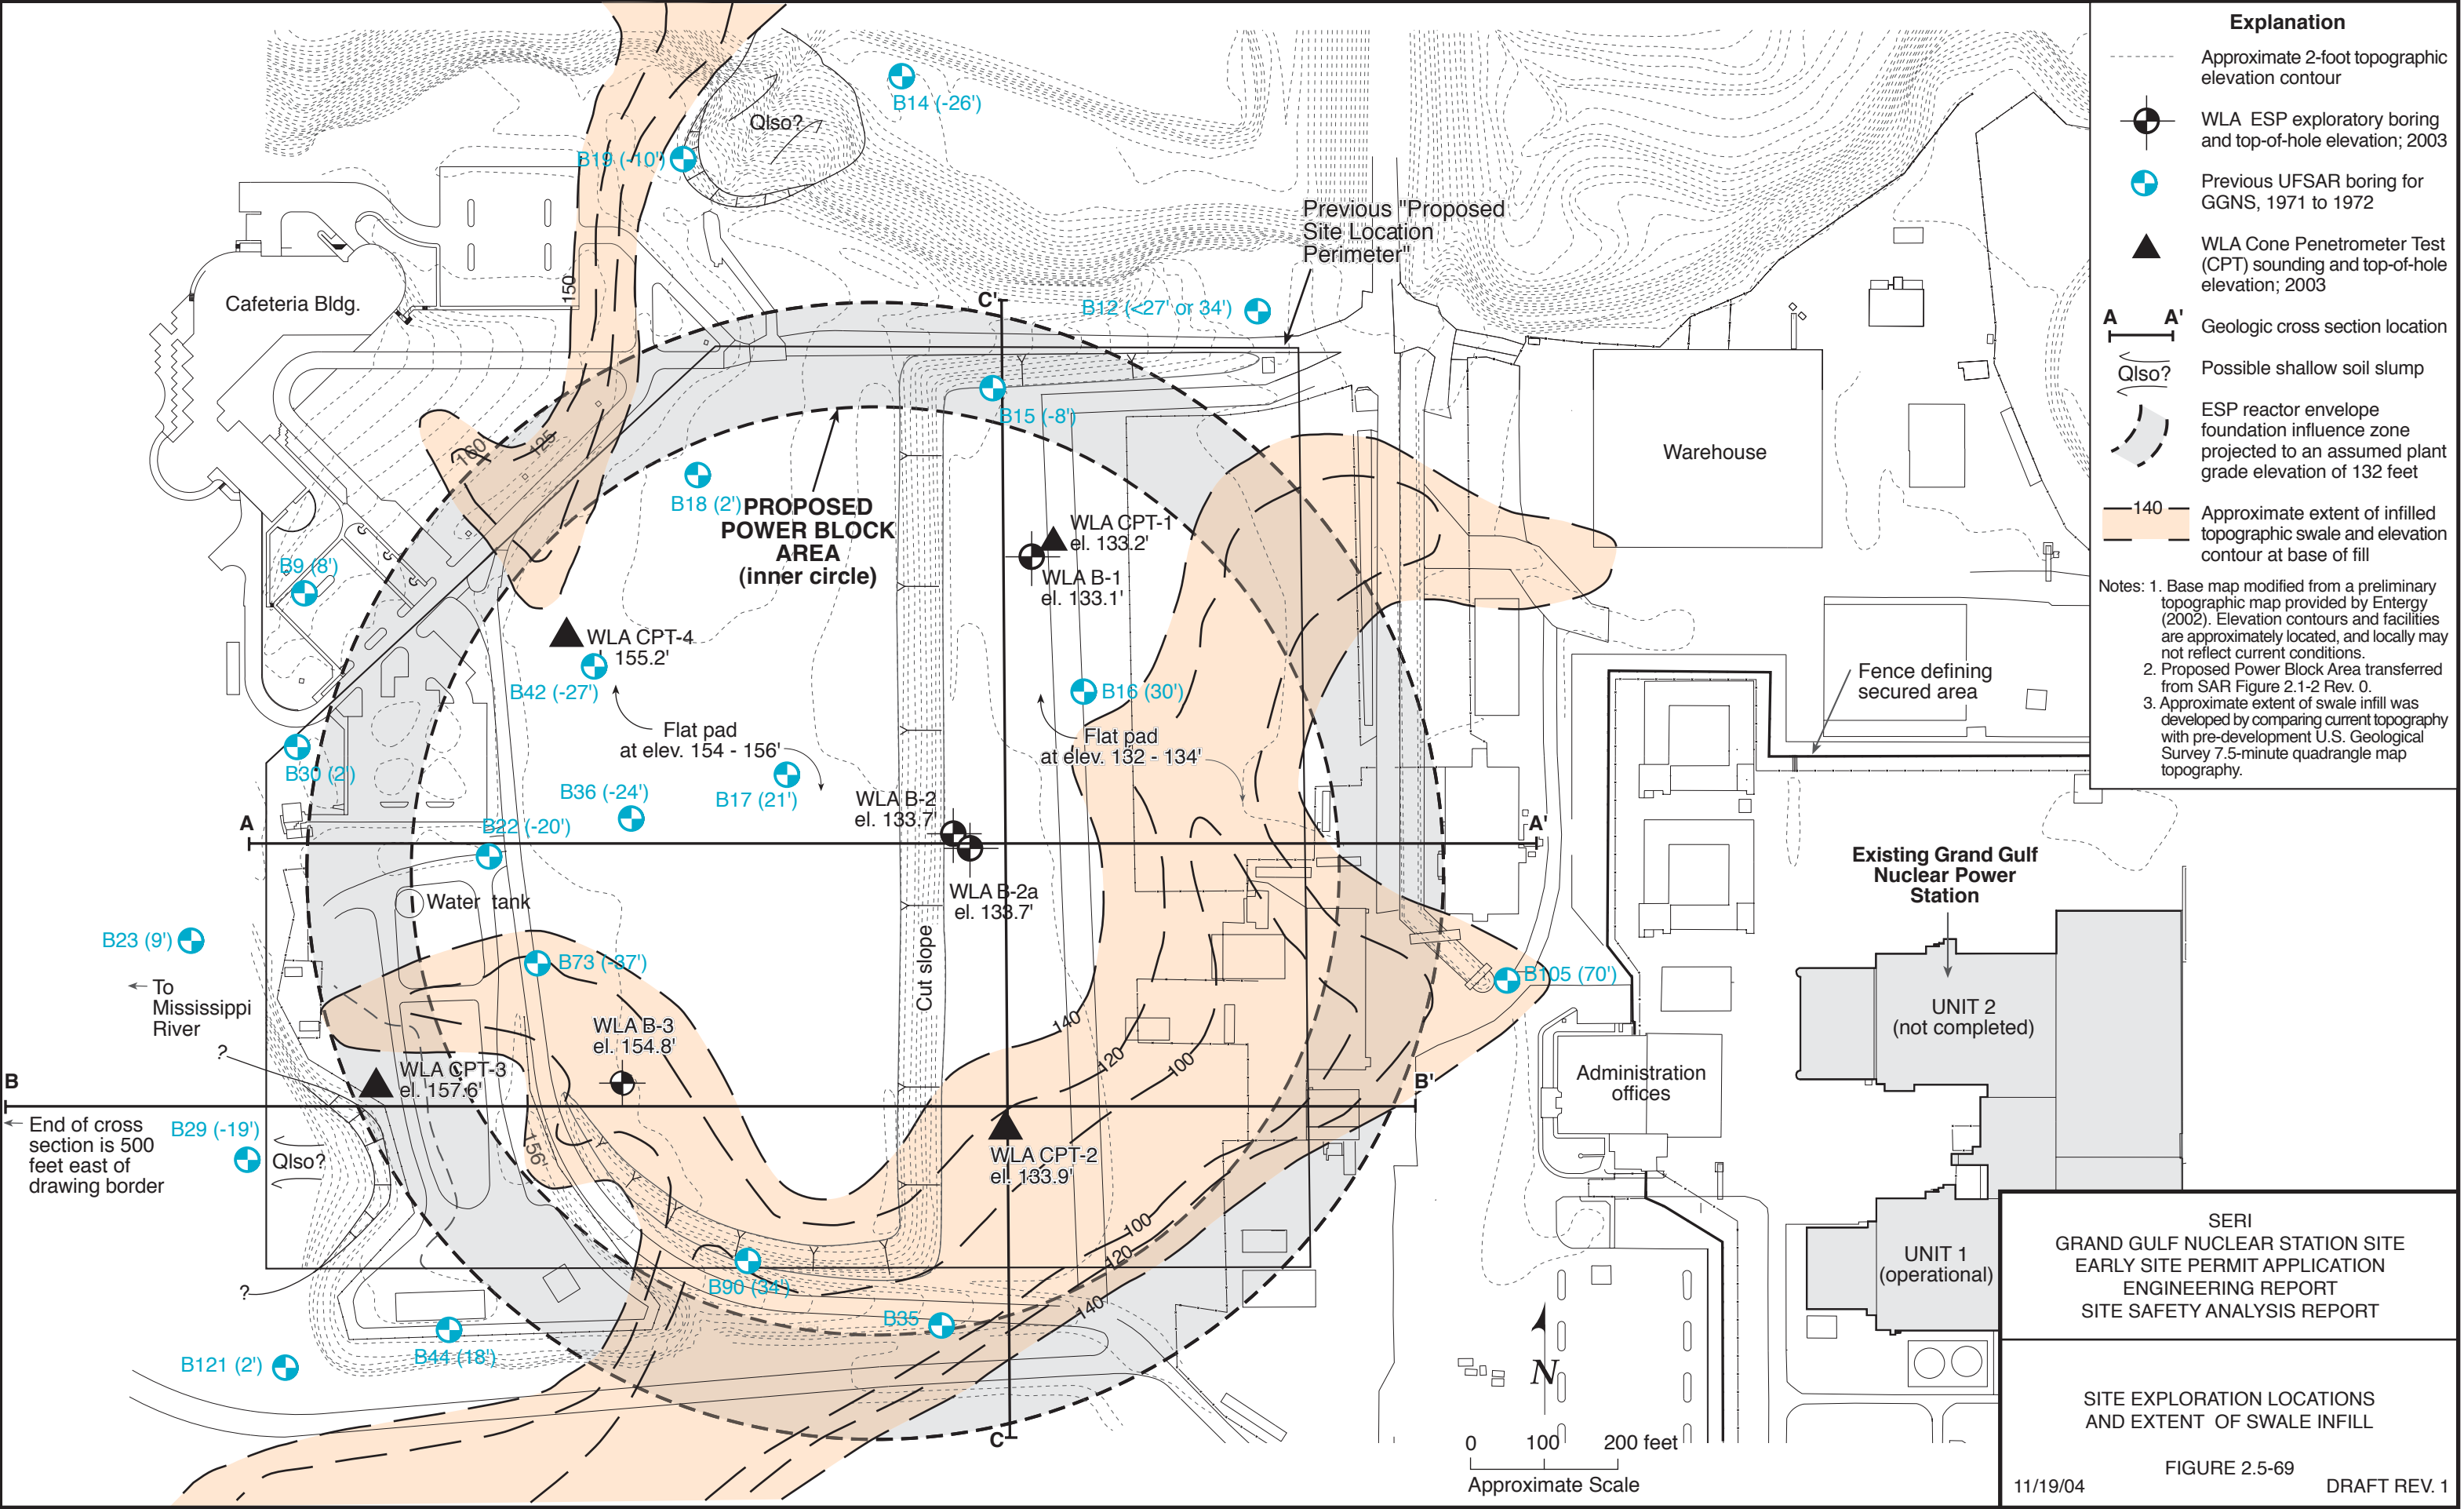 Explanation
Approximate 2-foot topographic
elevation contour
WLA ESP exploratory boring
and top-of-hole elevation; 2003
Previous UFSAR boring for
GGNS, 1971 to 1972
WLA Cone Penetrometer Test
(CPT) sounding and top-of-hole
elevation; 2003
A A'
Geologic cross section location
Qlso?
Possible shallow soil slump
ESP reactor envelope
foundation influence zone
projected to an assumed plant
grade elevation of 132 feet
140
Approximate extent of infilled
topographic swale and elevation
contour at base of fill
Notes: 1. Base map modified from a preliminary
topographic map provided by Entergy
(2002). Elevation contours and facilities
are approximately located, and locally may
not reflect current conditions.
2. Proposed Power Block Area transferred
from SAR Figure 2.1-2 Rev. 0.
3. Approximate extent of swale infill was
developed by comparing current topography
with pre-development U.S. Geological
Survey 7.5-minute quadrangle map
topography.
B14 (-26')
Qlso?
B19 (-10')
Previous "Proposed
Site Location
Perimeter"
150
Cafeteria Bldg.
C'
B12 (<27' or 34')
B15 (-8')
160
125
Warehouse
B18 (2')
PROPOSED
POWER BLOCK
AREA
(inner circle)
WLA CPT-1
el. 133.2'
B9 (8')
WLA B-1
el. 133.1'
WLA CPT-4
155.2'
B42 (-27')
B16 (30')
Fence defining
secured area
Flat pad
at elev. 154 - 156'
Flat pad
at elev. 132 - 134'
B30 (2')
B17 (21')
B36 (-24')
WLA B-2
el. 133.7'
B22 (-20')
A
A'
Existing Grand Gulf
Nuclear Power
Station
WLA B-2a
el. 133.7'
Water tank
B23 (9')
Cut slope
B73 (-37')
B105 (70')
To
Mississippi
River
UNIT 2
(not completed)
WLA B-3
el. 154.8'
140
120
100
?
WLA CPT-3
el. 157.6'
Administration
offices
B
B'
End of cross
section is 500
feet east of
drawing border
B29 (-19')
Qlso?
156'
WLA CPT-2
el. 133.9'
100
120
140
UNIT 1
(operational)
?
B90 (34')
B35
B44 (18')
B121 (2')
N
C
0 100 200 feet
Approximate Scale
SERI
GRAND GULF NUCLEAR STATION SITE
EARLY SITE PERMIT APPLICATION
ENGINEERING REPORT
SITE SAFETY ANALYSIS REPORT
SITE EXPLORATION LOCATIONS
AND EXTENT OF SWALE INFILL
FIGURE 2.5-69
11/19/04 DRAFT REV. 1